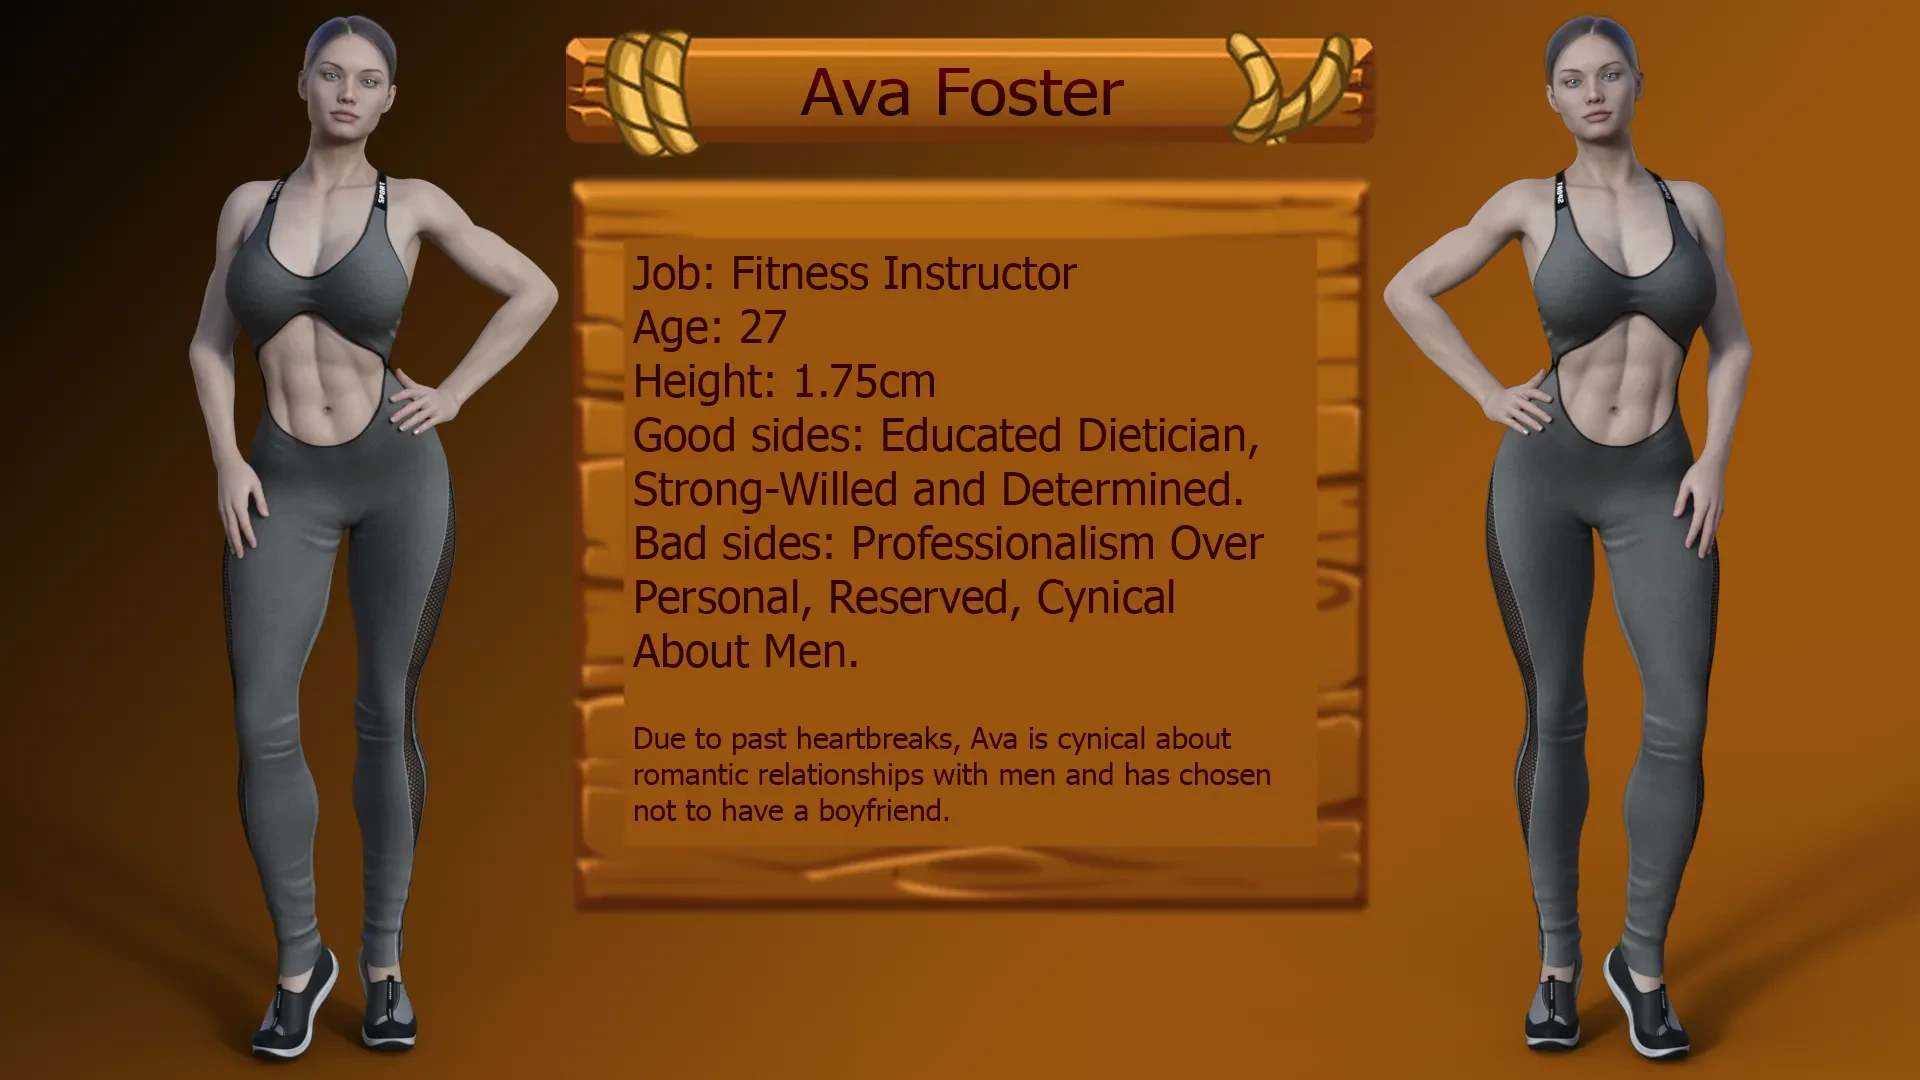 Ava Foster
Job: Fitness Instructor
Age: 27
Height: 1.75cm
Good sides: Educated Dietician,
Strong-Willed and Determined.
Bad sides: Professionalism Over
Personal, Reserved, Cynical
About Men.
Due to past heartbreaks, Ava is cynical about
romantic relationships with men and has chosen
not to have a boyfriend.
SPORT